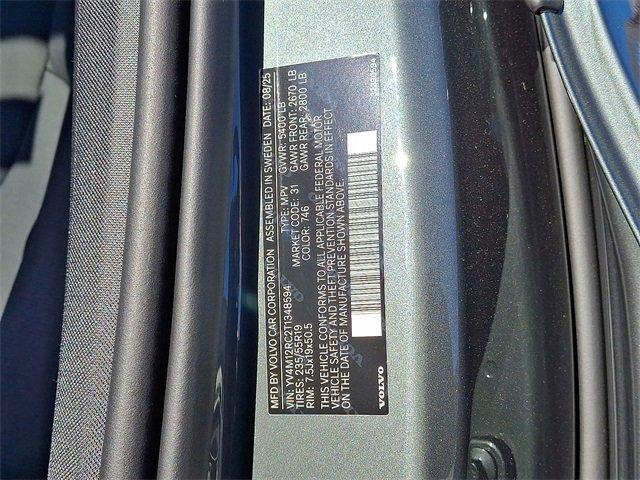 MFD BY VOLVO CAR CORPORATION ASSEMBLED IN SWEDEN DATE: 08/25
VIN: YV4M12RC2T1348594 TYPE: MPV GVWR: 5400 LB
TIRES: 235/55R19 MARKET CODE: 31 GAWR FRONT: 2670 LB
RIM: 7.5Jx19x50.5 COLOR: 746 GAWR REAR: 2800 LB
THIS VEHICLE CONFORMS TO ALL APPLICABLE FEDERAL MOTOR
VEHICLE SAFETY AND THEFT PREVENTION STANDARDS IN EFFECT
ON THE DATE OF MANUFACTURE SHOWN ABOVE.
VOLVO